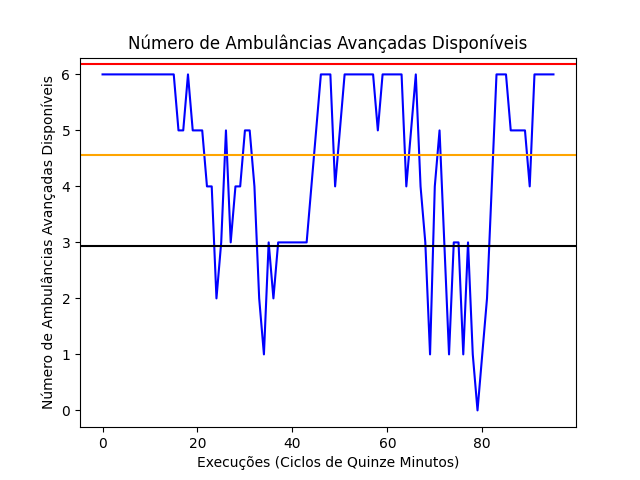 Número de Ambulâncias Avançadas Disponíveis
Número de Ambulâncias Avançadas Disponíveis
6
5
4
3
2
1
0
0 20 40 60 80
Execuções (Ciclos de Quinze Minutos)